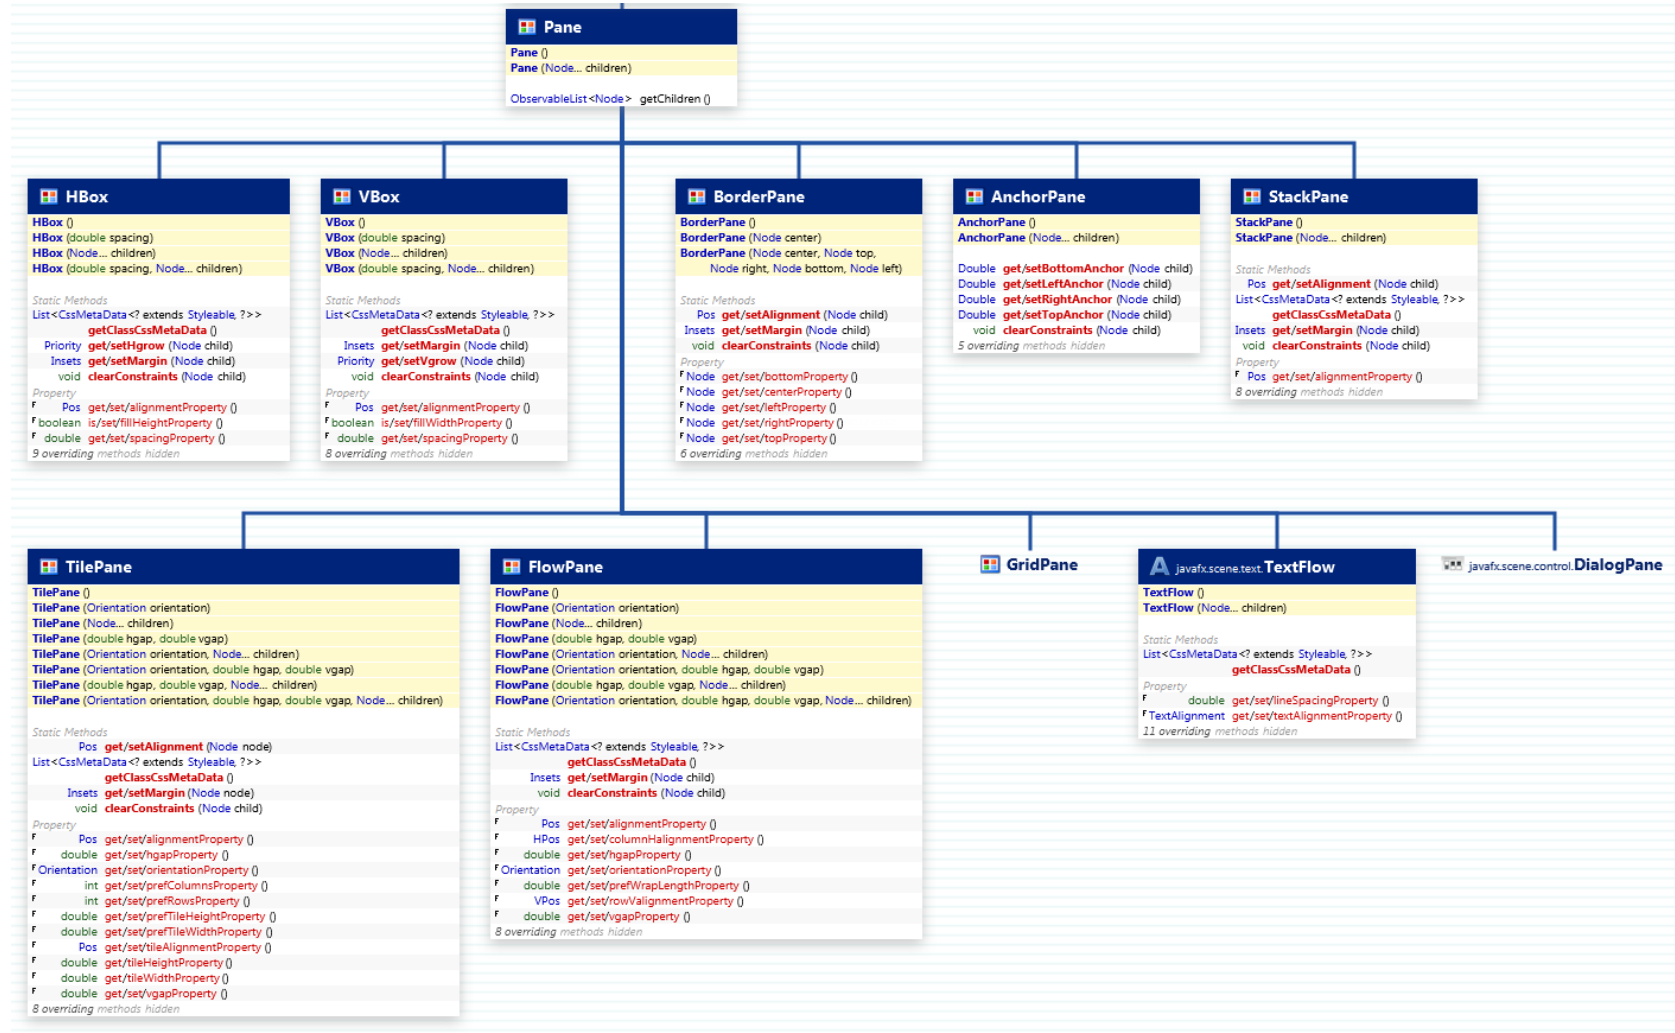 Pane
Pane ()
Pane (Node... children)
ObservableList<Node> getChildren ()
HBox
HBox ()
HBox (double spacing)
HBox (Node... children)
HBox (double spacing, Node... children)
Static Methods
List<CssMetaData<? extends Styleable, ?>>
getClassCssMetaData ()
Priority get/setHgrow (Node child)
Insets get/setMargin (Node child)
void clearConstraints (Node child)
Property
F Pos get/set/alignmentProperty ()
F boolean is/set/fillHeightProperty ()
F double get/set/spacingProperty ()
9 overriding methods hidden
VBox
VBox ()
VBox (double spacing)
VBox (Node... children)
VBox (double spacing, Node... children)
Static Methods
List<CssMetaData<? extends Styleable, ?>>
getClassCssMetaData ()
Insets get/setMargin (Node child)
Priority get/setVgrow (Node child)
void clearConstraints (Node child)
Property
F Pos get/set/alignmentProperty ()
F boolean is/set/fillWidthProperty ()
F double get/set/spacingProperty ()
8 overriding methods hidden
BorderPane
BorderPane ()
BorderPane (Node center)
BorderPane (Node center, Node top,
Node right, Node bottom, Node left)
Static Methods
Pos get/setAlignment (Node child)
Insets get/setMargin (Node child)
void clearConstraints (Node child)
Property
F Node get/set/bottomProperty ()
F Node get/set/centerProperty ()
F Node get/set/leftProperty ()
F Node get/set/rightProperty ()
F Node get/set/topProperty ()
6 overriding methods hidden
AnchorPane
AnchorPane ()
AnchorPane (Node... children)
Double get/setBottomAnchor (Node child)
Double get/setLeftAnchor (Node child)
Double get/setRightAnchor (Node child)
Double get/setTopAnchor (Node child)
void clearConstraints (Node child)
5 overriding methods hidden
StackPane
StackPane ()
StackPane (Node... children)
Static Methods
Pos get/setAlignment (Node child)
List<CssMetaData<? extends Styleable, ?>>
getClassCssMetaData ()
Insets get/setMargin (Node child)
void clearConstraints (Node child)
Property
F Pos get/set/alignmentProperty ()
8 overriding methods hidden
TilePane
TilePane ()
TilePane (Orientation orientation)
TilePane (Node... children)
TilePane (double hgap, double vgap)
TilePane (Orientation orientation, Node... children)
TilePane (Orientation orientation, double hgap, double vgap)
TilePane (double hgap, double vgap, Node... children)
TilePane (Orientation orientation, double hgap, double vgap, Node... children)
Static Methods
Pos get/setAlignment (Node node)
List<CssMetaData<? extends Styleable, ?>>
getClassCssMetaData ()
Insets get/setMargin (Node node)
void clearConstraints (Node child)
Property
F Pos get/set/alignmentProperty ()
F double get/set/hgapProperty ()
F Orientation get/set/orientationProperty ()
F int get/set/prefColumnsProperty ()
F int get/set/prefRowsProperty ()
F double get/set/prefTileHeightProperty ()
F double get/set/prefTileWidthProperty ()
F Pos get/set/tileAlignmentProperty ()
F double get/tileHeightProperty ()
F double get/tileWidthProperty ()
F double get/set/vgapProperty ()
8 overriding methods hidden
FlowPane
FlowPane ()
FlowPane (Orientation orientation)
FlowPane (Node... children)
FlowPane (double hgap, double vgap)
FlowPane (Orientation orientation, Node... children)
FlowPane (Orientation orientation, double hgap, double vgap)
FlowPane (double hgap, double vgap, Node... children)
FlowPane (Orientation orientation, double hgap, double vgap, Node... children)
Static Methods
List<CssMetaData<? extends Styleable, ?>>
getClassCssMetaData ()
Insets get/setMargin (Node child)
void clearConstraints (Node child)
Property
F Pos get/set/alignmentProperty ()
F HPos get/set/columnHalignmentProperty ()
F double get/set/hgapProperty ()
F Orientation get/set/orientationProperty ()
F double get/set/prefWrapLengthProperty ()
F VPos get/set/rowValignmentProperty ()
F double get/set/vgapProperty ()
8 overriding methods hidden
GridPane
A javafx.scene.text.TextFlow
TextFlow ()
TextFlow (Node... children)
Static Methods
List<CssMetaData<? extends Styleable, ?>>
getClassCssMetaData ()
Property
F double get/set/lineSpacingProperty ()
F TextAlignment get/set/textAlignmentProperty ()
11 overriding methods hidden
javafx.scene.control.DialogPane